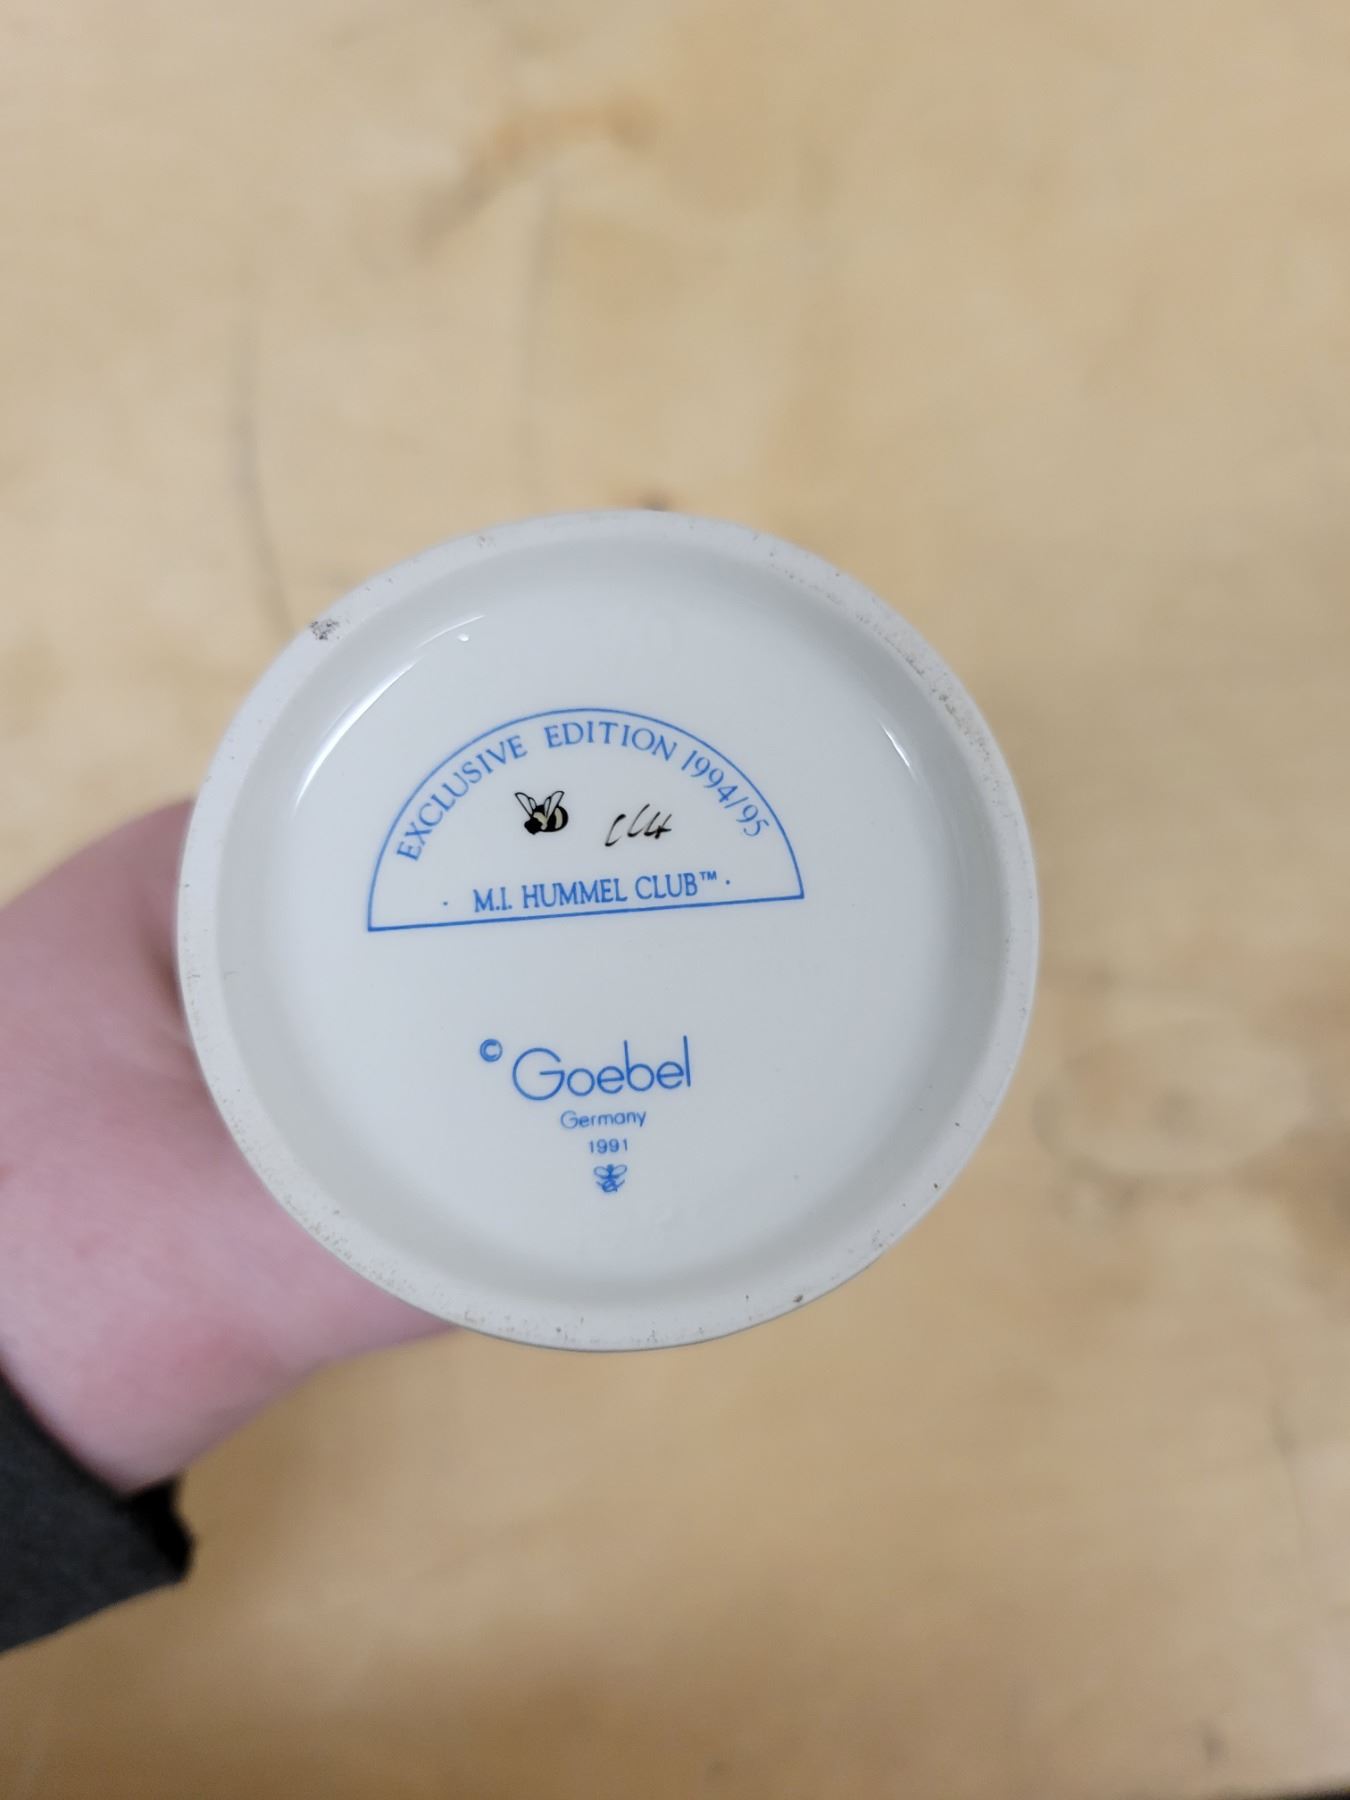 EXCLUSIVE EDITION 1994/95
· M.I. HUMMEL CLUB™ ·
© Goebel
Germany
1991